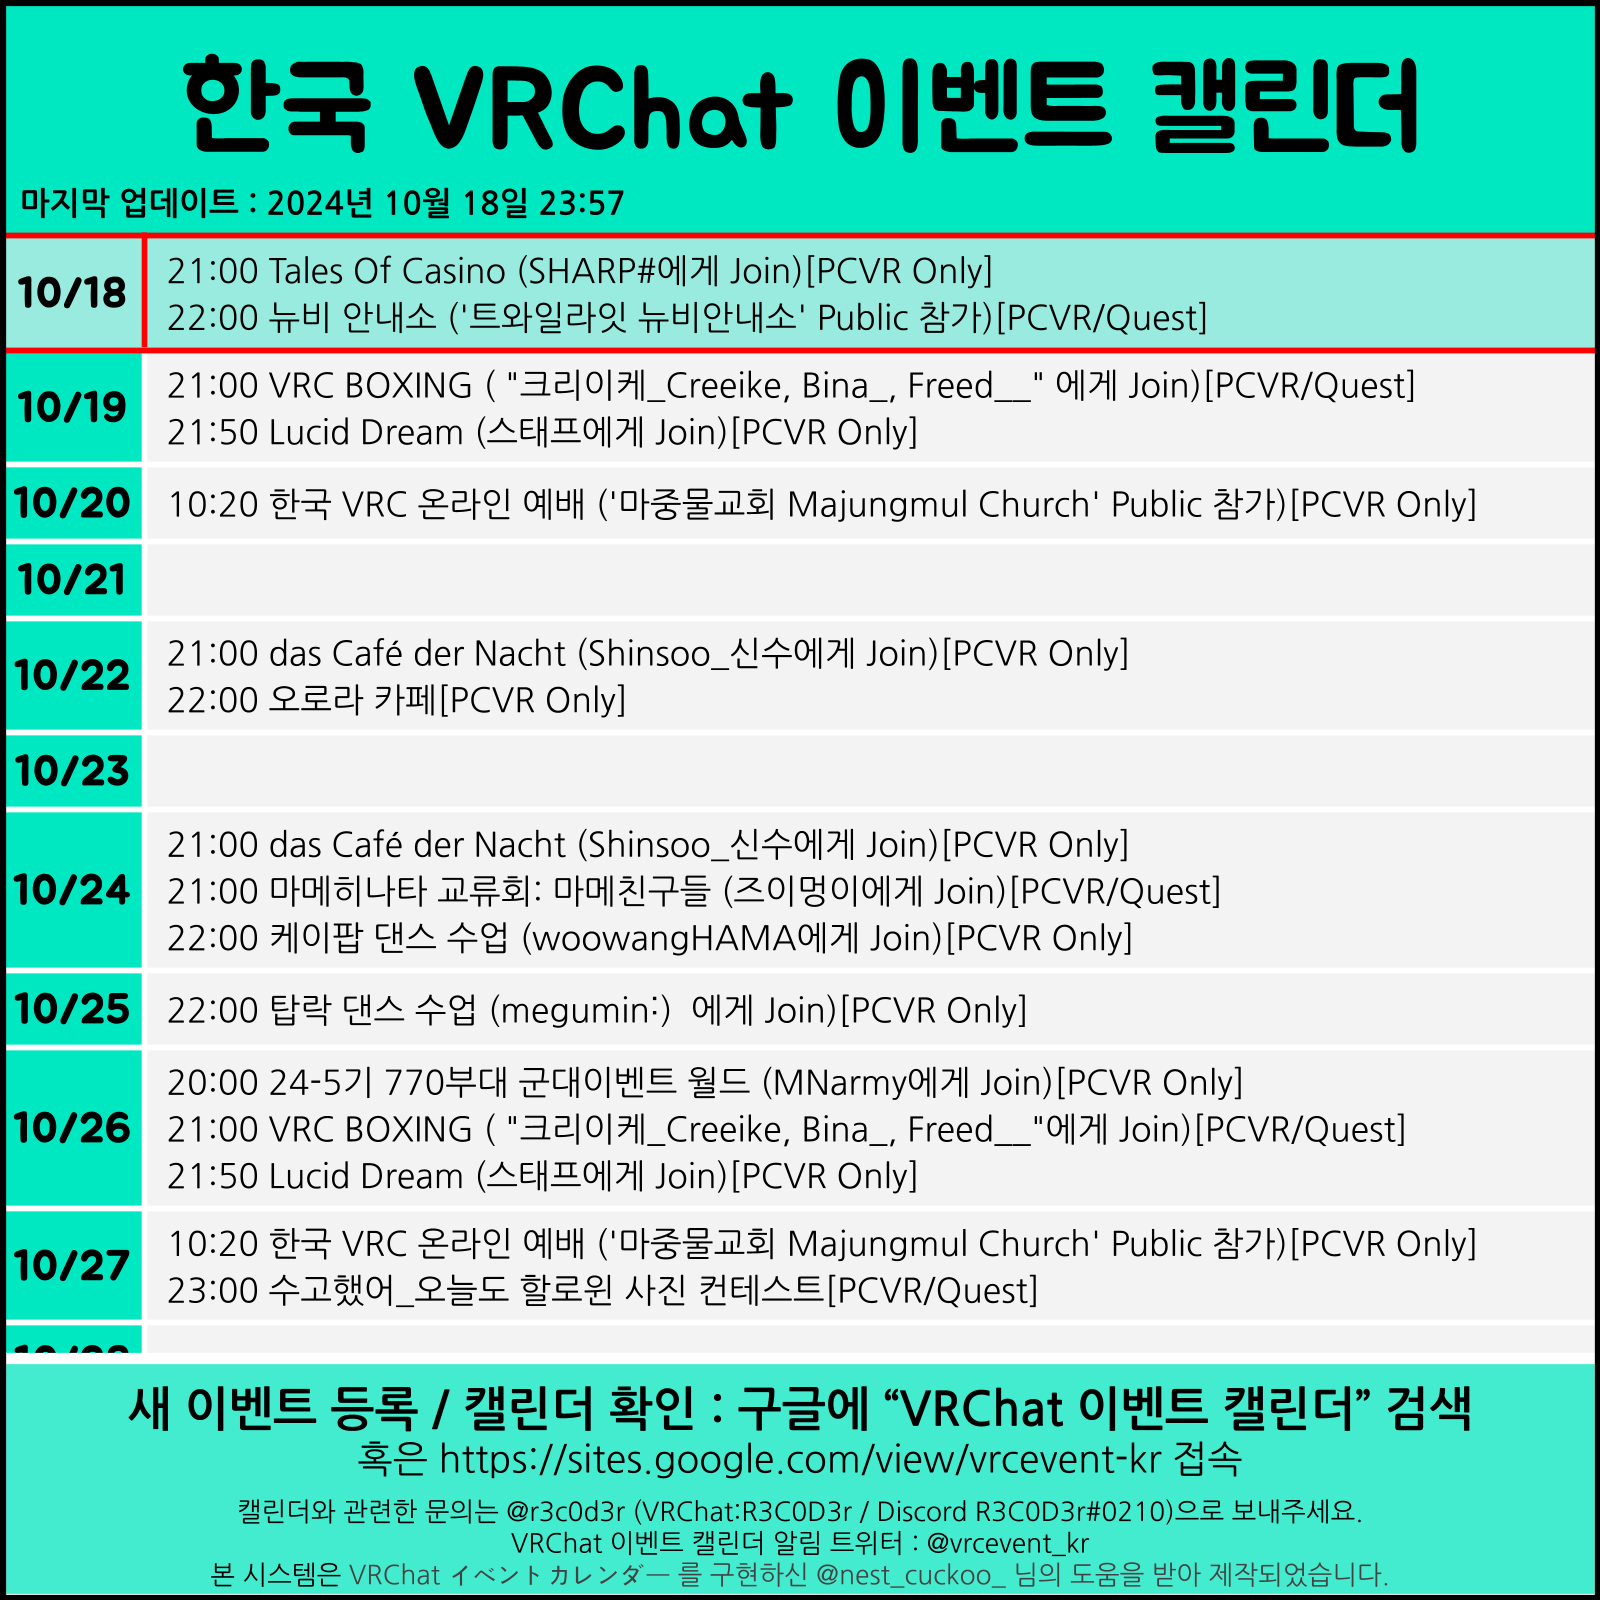 한국 VRChat 이벤트 캘린더
마지막 업데이트 : 2024년 10월 18일 23:57
10/18
21:00 Tales Of Casino (SHARP#에게 Join)[PCVR Only]
22:00 뉴비 안내소 ('트와일라잇 뉴비안내소' Public 참가)[PCVR/Quest]
10/19
21:00 VRC BOXING ( "크리이케_Creeike, Bina_, Freed__" 에게 Join)[PCVR/Quest]
21:50 Lucid Dream (스태프에게 Join)[PCVR Only]
10/20
10:20 한국 VRC 온라인 예배 ('마중물교회 Majungmul Church' Public 참가)[PCVR Only]
10/21
10/22
21:00 das Café der Nacht (Shinsoo_신수에게 Join)[PCVR Only]
22:00 오로라 카페[PCVR Only]
10/23
10/24
21:00 das Café der Nacht (Shinsoo_신수에게 Join)[PCVR Only]
21:00 마메히나타 교류회: 마메친구들 (즈이멍이에게 Join)[PCVR/Quest]
22:00 케이팝 댄스 수업 (woowangHAMA에게 Join)[PCVR Only]
10/25
22:00 탑락 댄스 수업 (megumin:)  에게 Join)[PCVR Only]
10/26
20:00 24-5기 770부대 군대이벤트 월드 (MNarmy에게 Join)[PCVR Only]
21:00 VRC BOXING ( "크리이케_Creeike, Bina_, Freed__"에게 Join)[PCVR/Quest]
21:50 Lucid Dream (스태프에게 Join)[PCVR Only]
10/27
10:20 한국 VRC 온라인 예배 ('마중물교회 Majungmul Church' Public 참가)[PCVR Only]
23:00 수고했어_오늘도 할로윈 사진 컨테스트[PCVR/Quest]
새 이벤트 등록 / 캘린더 확인 : 구글에 “VRChat 이벤트 캘린더” 검색
혹은 https://sites.google.com/view/vrcevent-kr 접속
캘린더와 관련한 문의는 @r3c0d3r (VRChat:R3C0D3r / Discord R3C0D3r#0210)으로 보내주세요.
VRChat 이벤트 캘린더 알림 트위터 : @vrcevent_kr
본 시스템은 VRChat イベントカレンダー 를 구현하신 @nest_cuckoo_ 님의 도움을 받아 제작되었습니다.